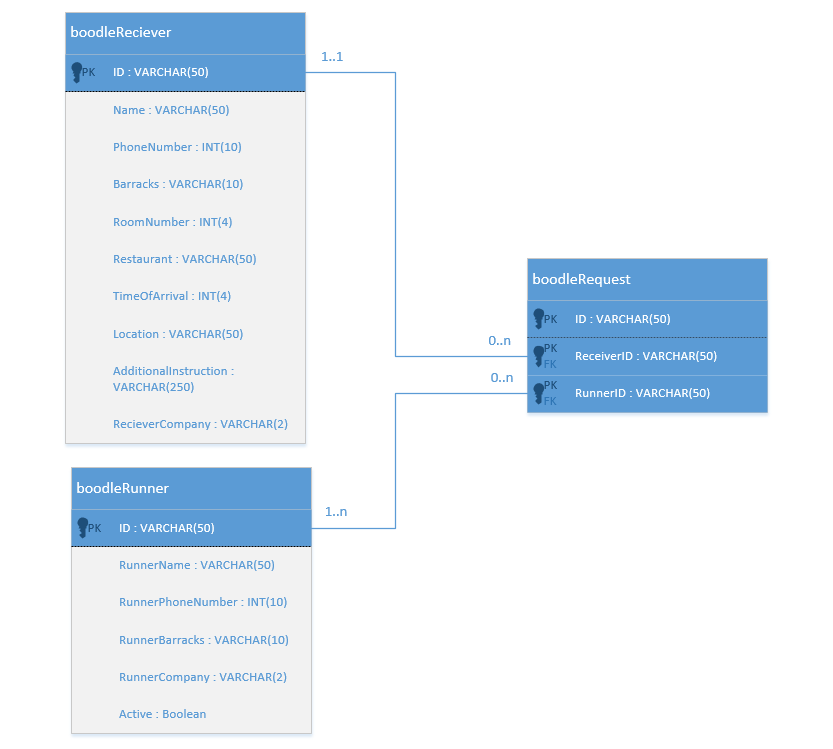 boodleReciever
PK ID : VARCHAR(50)
Name : VARCHAR(50)
PhoneNumber : INT(10)
Barracks : VARCHAR(10)
RoomNumber : INT(4)
Restaurant : VARCHAR(50)
TimeOfArrival : INT(4)
Location : VARCHAR(50)
AdditionalInstruction :
VARCHAR(250)
RecieverCompany : VARCHAR(2)
1..1
boodleRequest
PK ID : VARCHAR(50)
0..n
PK
FK ReceiverID : VARCHAR(50)
0..n
PK
FK RunnerID : VARCHAR(50)
boodleRunner
1..n
PK ID : VARCHAR(50)
RunnerName : VARCHAR(50)
RunnerPhoneNumber : INT(10)
RunnerBarracks : VARCHAR(10)
RunnerCompany : VARCHAR(2)
Active : Boolean